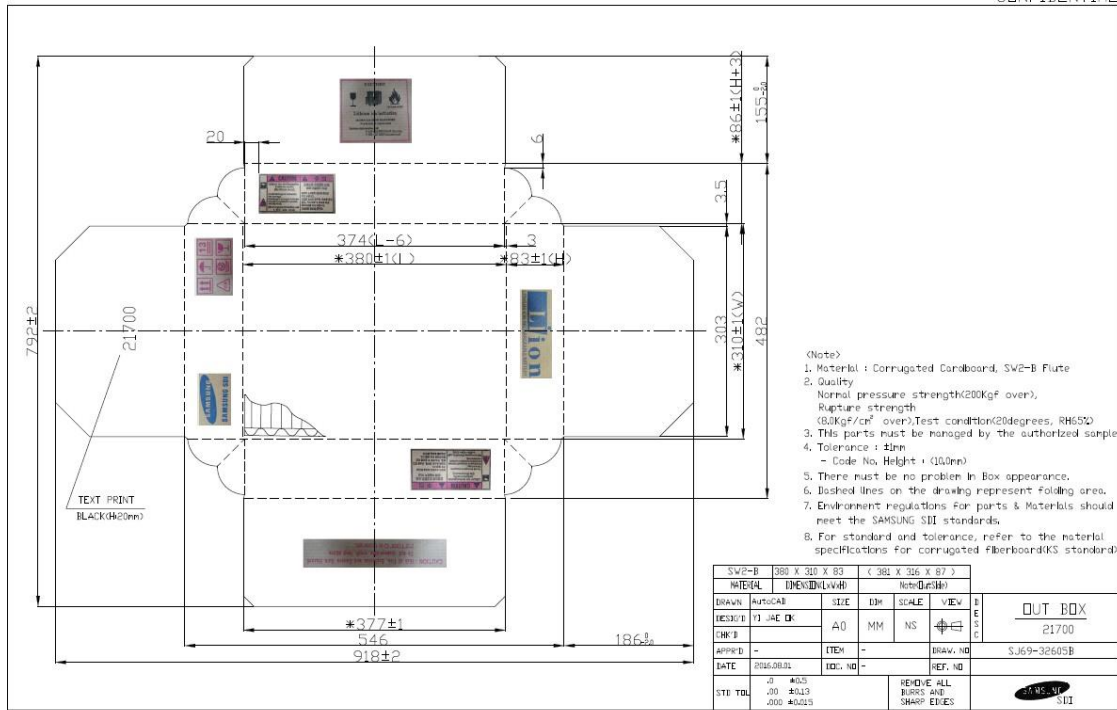 20
6
*86±1(H+3)
155
3.5
374(L-6)
3
*380±1(L)
*83±1(H)
792±2
21700
303
*310±1(W)
482
LiIon
SAMSUNG SDI
13
TEXT PRINT
BLACK(H:20mm)
*377±1
546
186
918±2
<Note>
1. Material : Corrugated Cardboard, SW2-B Flute
2. Quality
Normal pressure strength(200Kgf over),
Rupture strength
(8.0Kgf/cm² over),Test condition(20degrees, RH65%)
3. This parts must be managed by the authorized sample
4. Tolerance : ±1mm
- Code No, Height : (10.0mm)
5. There must be no problem in Box appearance.
6. Dashed lines on the drawing represent folding area.
7. Environment regulations for parts & Materials should
meet the SAMSUNG SDI standards.
8. For standard and tolerance, refer to the material
specifications for corrugated fiberboard(KS standard)
SW2-B 380 X 310 X 83 ( 381 X 316 X 87 )
MATERIAL DIMENSION(LxWxH) Note(OutSide)
DRAWN AutoCAD SIZE DIM SCALE VIEW DESC OUT BOX
DESIG'D YI JAE OK A0 MM NS 21700
CHK'D
APPR'D - ITEM - DRAW. NO SJ69-32605B
DATE 2016.08.01 DOC. NO - REF. NO
STD TOL .0 ±0.5 REMOVE ALL SAMSUNG
.00 ±0.13 BURRS AND SDI
.000 ±0.015 SHARP EDGES